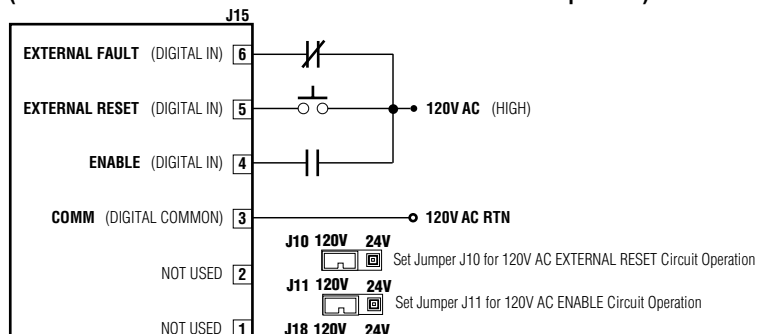 J15
EXTERNAL FAULT (DIGITAL IN) 6
EXTERNAL RESET (DIGITAL IN) 5
120V AC (HIGH)
ENABLE (DIGITAL IN) 4
COMM (DIGITAL COMMON) 3
120V AC RTN
J10 120V 24V
Set Jumper J10 for 120V AC EXTERNAL RESET Circuit Operation
NOT USED 2
J11 120V 24V
Set Jumper J11 for 120V AC ENABLE Circuit Operation
NOT USED 1
J18 120V 24V